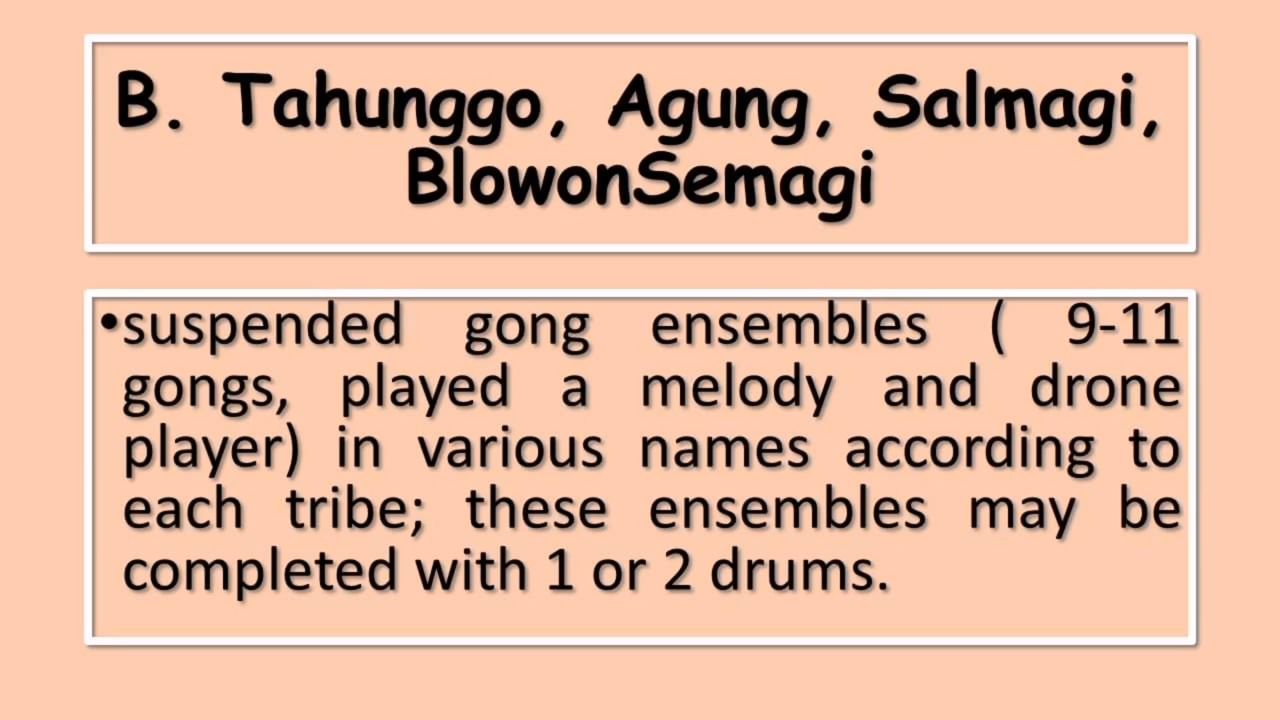 B. Tahunggo, Agung, Salmagi,
BlowonSemagi
•suspended gong ensembles ( 9-11
gongs, played a melody and drone
player) in various names according to
each tribe; these ensembles may be
completed with 1 or 2 drums.